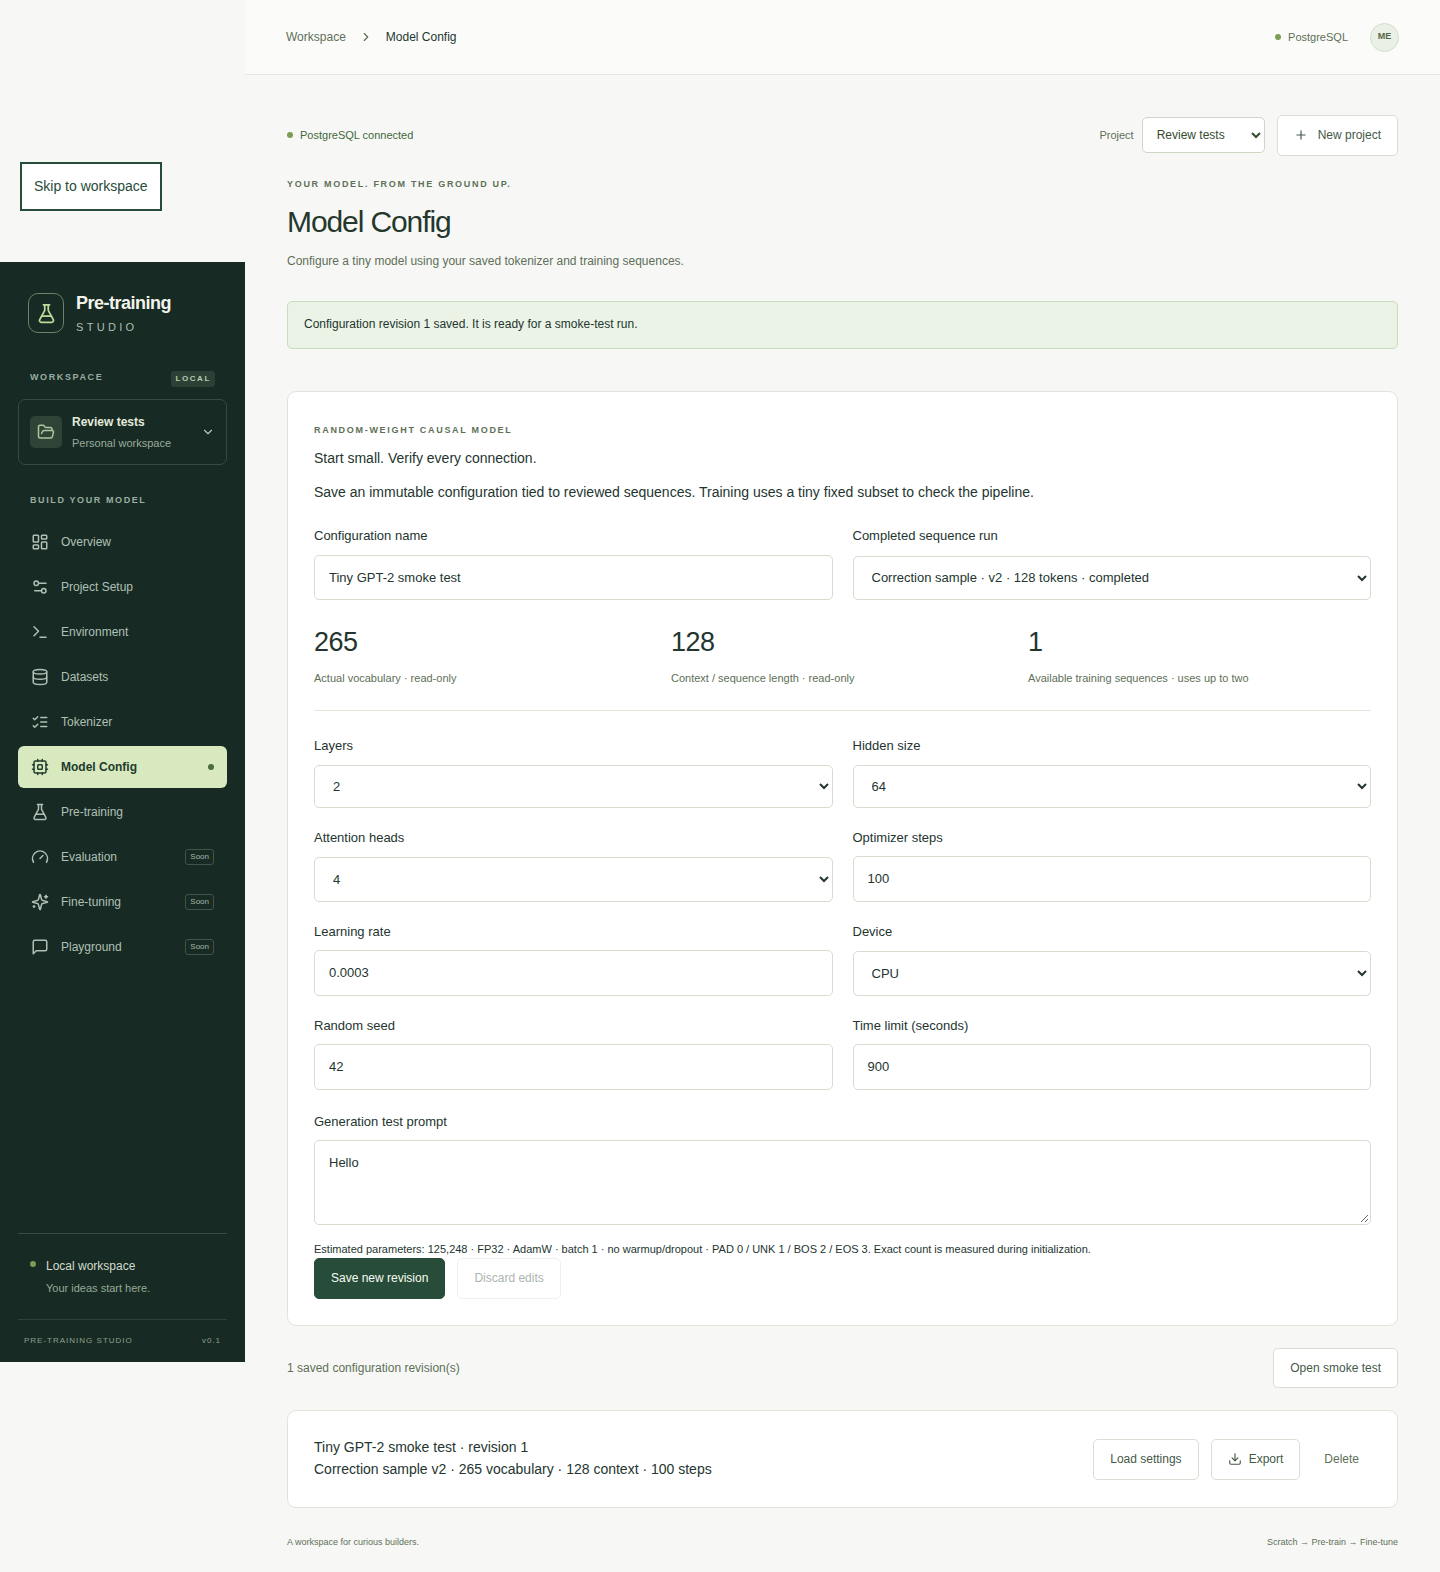 Workspace > Model Config
PostgreSQL
ME
Skip to workspace
Pre-training
STUDIO
WORKSPACE
LOCAL
Review tests
Personal workspace
BUILD YOUR MODEL
Overview
Project Setup
Environment
Datasets
Tokenizer
Model Config
Pre-training
Evaluation
Soon
Fine-tuning
Soon
Playground
Soon
Local workspace
Your ideas start here.
PRE-TRAINING STUDIO
v0.1
PostgreSQL connected
Project
Review tests
New project
YOUR MODEL. FROM THE GROUND UP.
Model Config
Configure a tiny model using your saved tokenizer and training sequences.
Configuration revision 1 saved. It is ready for a smoke-test run.
RANDOM-WEIGHT CAUSAL MODEL
Start small. Verify every connection.
Save an immutable configuration tied to reviewed sequences. Training uses a tiny fixed subset to check the pipeline.
Configuration name
Tiny GPT-2 smoke test
Completed sequence run
Correction sample · v2 · 128 tokens · completed
265
Actual vocabulary · read-only
128
Context / sequence length · read-only
1
Available training sequences · uses up to two
Layers
2
Hidden size
64
Attention heads
4
Optimizer steps
100
Learning rate
0.0003
Device
CPU
Random seed
42
Time limit (seconds)
900
Generation test prompt
Hello
Estimated parameters: 125,248 · FP32 · AdamW · batch 1 · no warmup/dropout · PAD 0 / UNK 1 / BOS 2 / EOS 3. Exact count is measured during initialization.
Save new revision
Discard edits
1 saved configuration revision(s)
Open smoke test
Tiny GPT-2 smoke test · revision 1
Correction sample v2 · 265 vocabulary · 128 context · 100 steps
Load settings
Export
Delete
A workspace for curious builders.
Scratch → Pre-train → Fine-tune